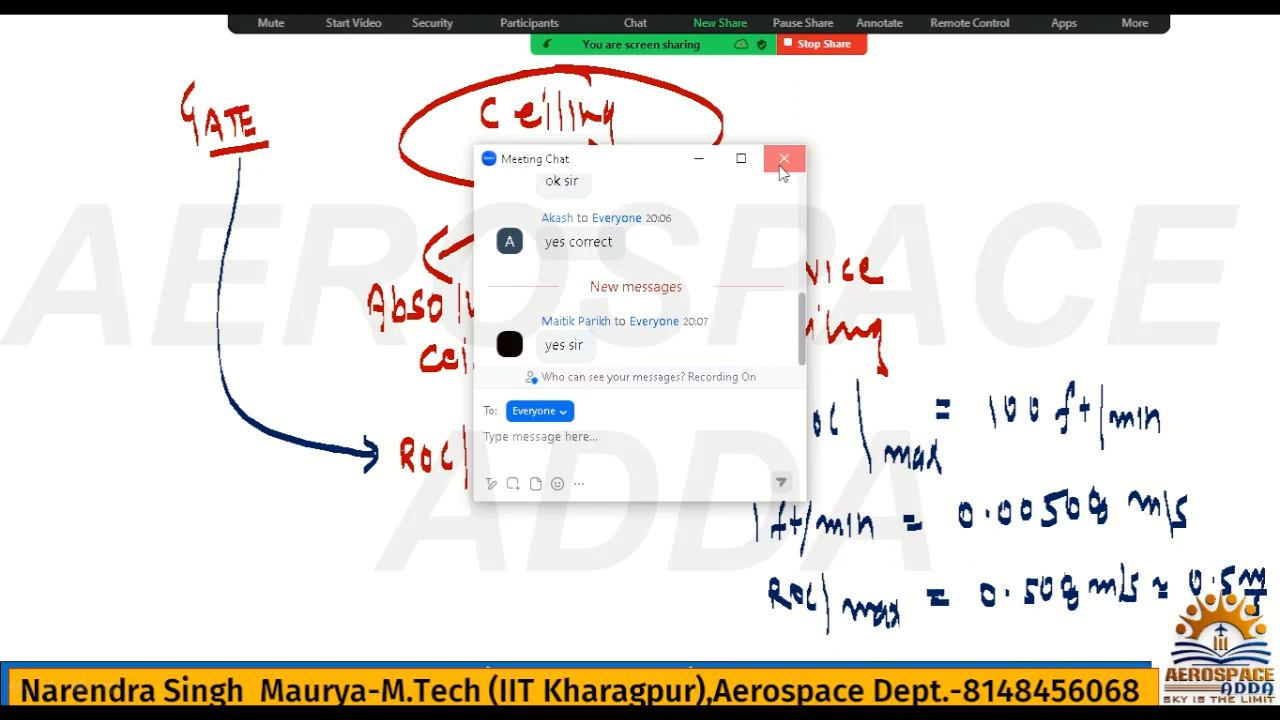 Mute Start Video Security Participants Chat New Share Pause Share Annotate Remote Control Apps More
You are screen sharing Stop Share
GATE
Ceiling
Meeting Chat
ok sir
Akash to Everyone 20:06
A yes correct
New messages
Maitik Parikh to Everyone 20:07
yes sir
Who can see your messages? Recording On
To: Everyone
Type message here...
ROC
ROC| max = 100 ft/min
1 ft/min = 0.00508 m/s
ROC| max = 0.508 m/s ≈ 0.5 m/s
AEROSPACE
ADDA
Narendra Singh Maurya-M.Tech (IIT Kharagpur),Aerospace Dept.-8148456068
AEROSPACE
ADDA
SKY IS THE LIMIT